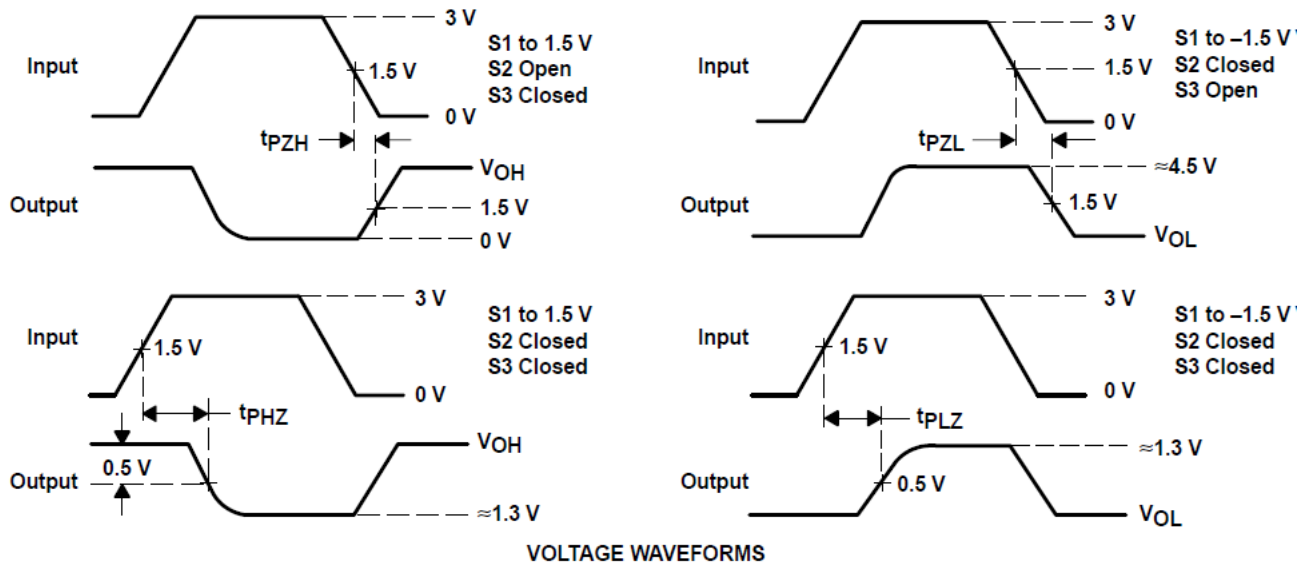 Input
3 V
1.5 V
0 V
S1 to 1.5 V
S2 Open
S3 Closed
tPZH
Output
VOH
1.5 V
0 V
Input
3 V
1.5 V
0 V
S1 to –1.5 V
S2 Closed
S3 Open
tPZL
Output
≈4.5 V
1.5 V
VOL
Input
3 V
1.5 V
0 V
S1 to 1.5 V
S2 Closed
S3 Closed
tPHZ
Output
0.5 V
VOH
≈1.3 V
Input
3 V
1.5 V
0 V
S1 to –1.5 V
S2 Closed
S3 Closed
tPLZ
Output
≈1.3 V
0.5 V
VOL
VOLTAGE WAVEFORMS